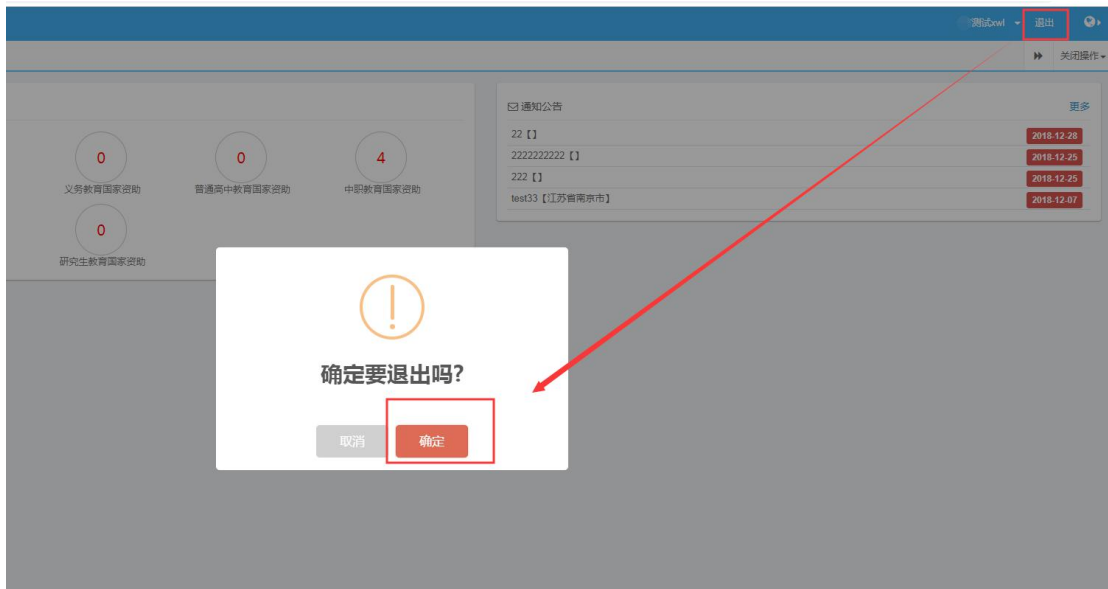 测试xwl 退出
关闭操作
通知公告 更多
22【】 2018-12-28
2222222222【】 2018-12-25
222【】 2018-12-25
test33【江苏省南京市】 2018-12-07
0 0 4
义务教育国家资助 普通高中教育国家资助 中职教育国家资助
0
研究生教育国家资助
确定要退出吗?
取消 确定